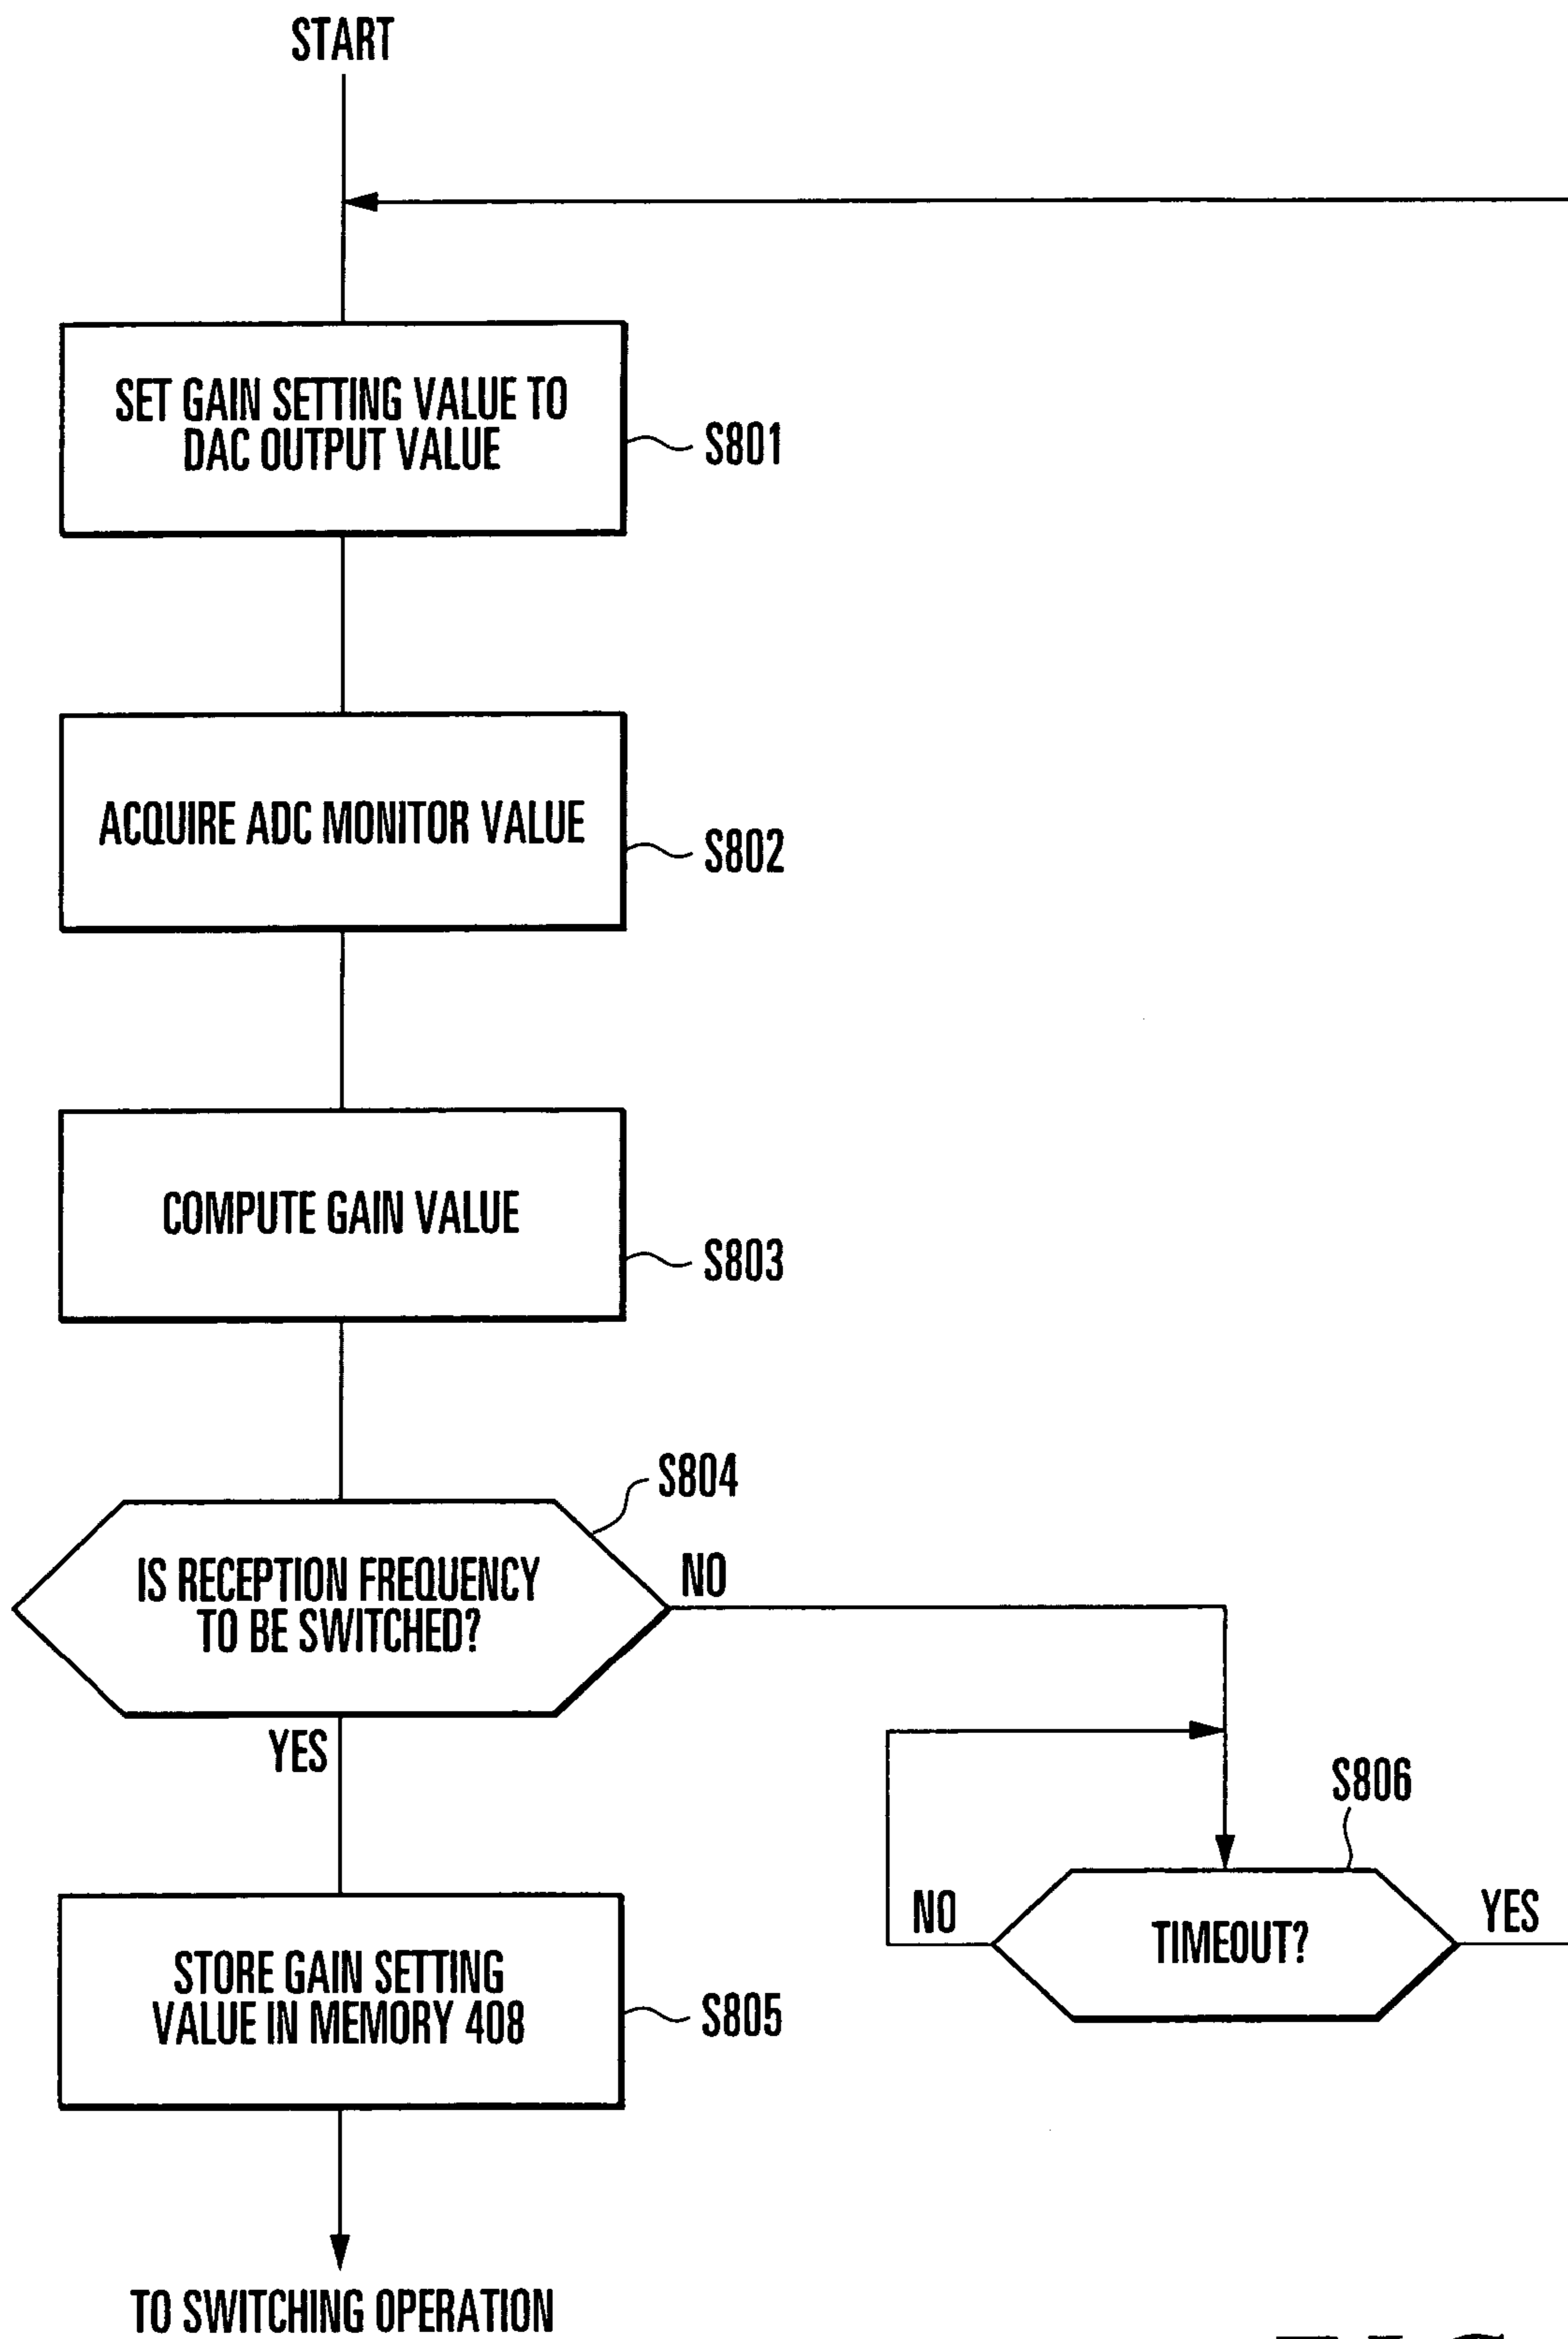 START
SET GAIN SETTING VALUE TO
DAC OUTPUT VALUE
S801
ACQUIRE ADC MONITOR VALUE
S802
COMPUTE GAIN VALUE
S803
S804
IS RECEPTION FREQUENCY
TO BE SWITCHED?
NO
YES
S806
TIMEOUT?
NO
YES
STORE GAIN SETTING
VALUE IN MEMORY 408
S805
TO SWITCHING OPERATION